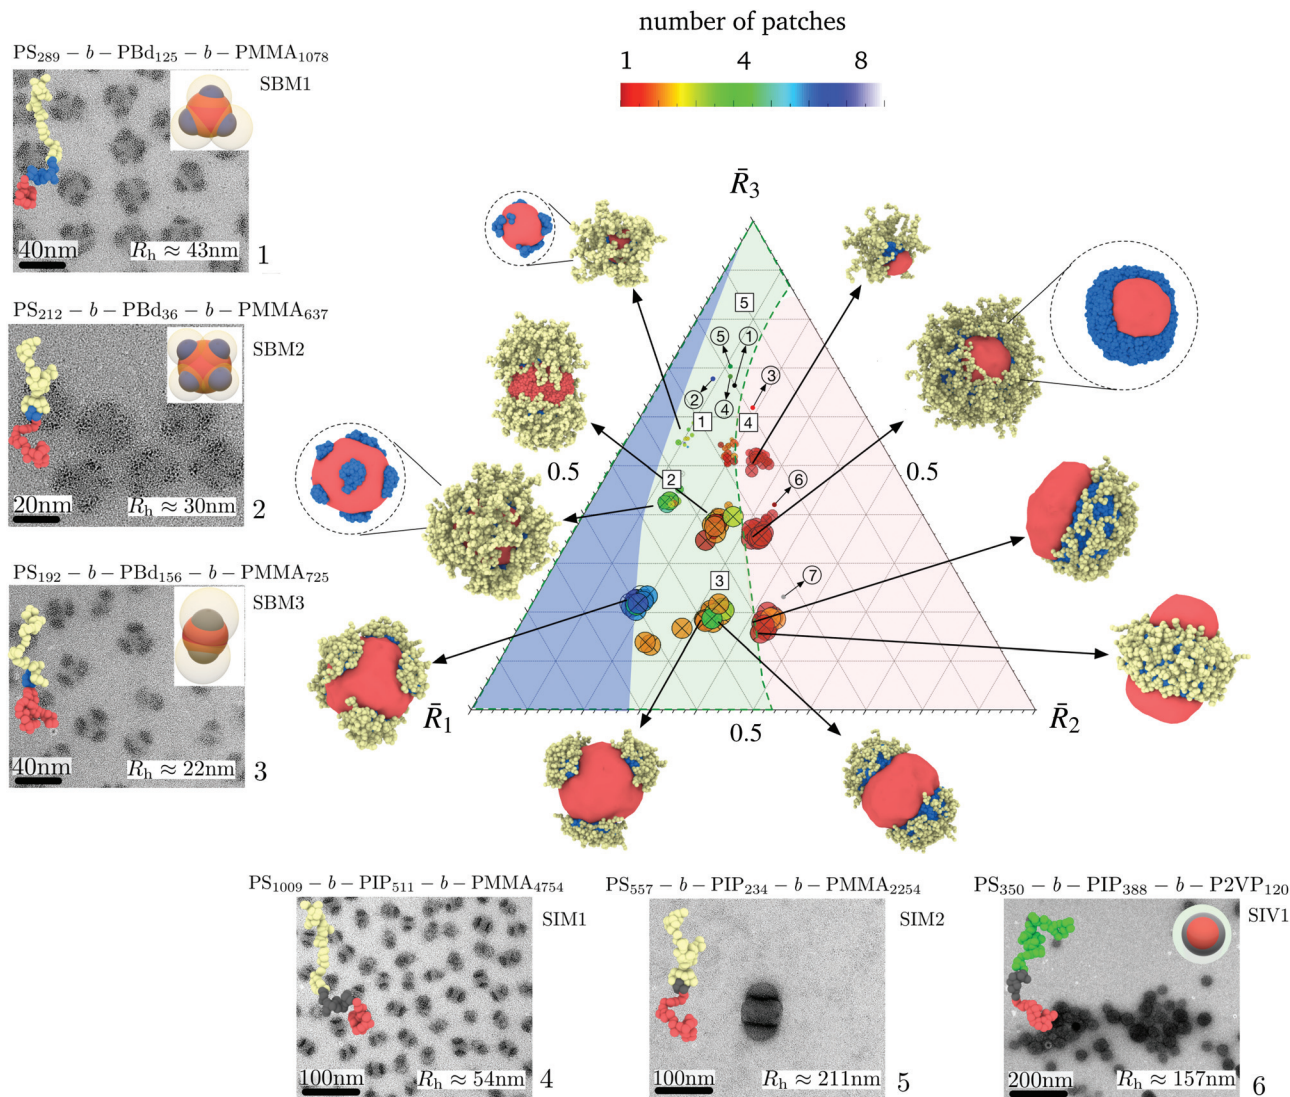 number of patches
1 4 8
PS289 − b − PBd125 − b − PMMA1078
SBM1
40nm
Rh ≈ 43nm
1
PS212 − b − PBd36 − b − PMMA637
SBM2
20nm
Rh ≈ 30nm
2
PS192 − b − PBd156 − b − PMMA725
SBM3
40nm
Rh ≈ 22nm
3
R̄3
5
5 1
3
2 4
1 4
0.5 0.5
2 6
3 7
R̄1 0.5 R̄2
PS1009 − b − PIP511 − b − PMMA4754
SIM1
100nm
Rh ≈ 54nm
4
PS557 − b − PIP234 − b − PMMA2254
SIM2
100nm
Rh ≈ 211nm
5
PS350 − b − PIP388 − b − P2VP120
SIV1
200nm
Rh ≈ 157nm
6